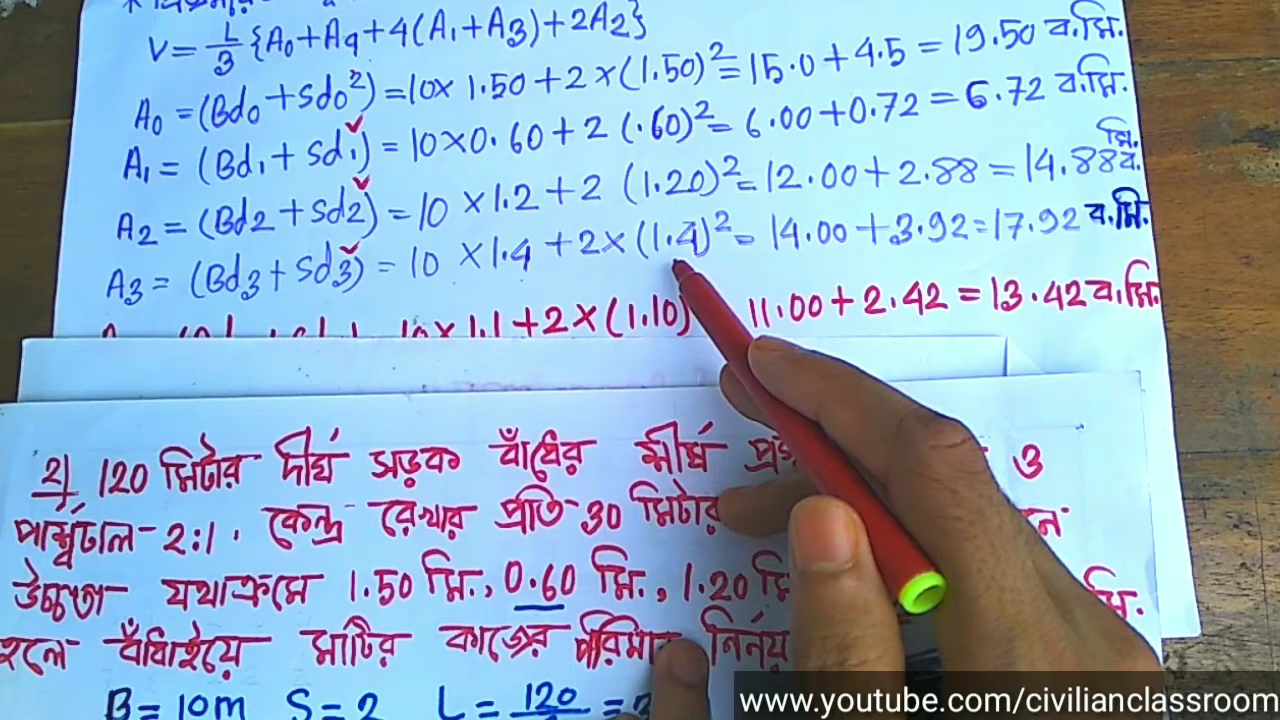 V = L/3 {A₀+A₄+4(A₁+A₃)+2A₂}
A₀ = (Bd₀+Sd₀²) = 10× 1.50+2×(1.50)² = 15.0+4.5 = 19.50 ব.মি.
A₁ = (Bd₁+Sd₁²) = 10×0.60+2 (.60)² = 6.00+0.72 = 6.72 ব.মি.
A₂ = (Bd₂+Sd₂²) = 10 ×1.2+2 (1.20)² = 12.00+2.88 = 14.88 ব.মি.
A₃ = (Bd₃+Sd₃²) = 10 ×1.4+2×(1.4)² = 14.00+3.92 = 17.92 ব.মি.
10×1.1+2×(1.10) 11.00+2.42 = 13.42 ব.মি.
২| 120 মিটার দীর্ঘ সড়ক বাঁধের শীর্ষ ও
পার্শ্বঢাল-2:1. কেন্দ্র রেখার প্রতি-30 মিটার
উচ্চতা যথাক্রমে 1.50 মি., 0.60 মি., 1.20 মি মি.
হলে বাঁধাইয়ে মাটির কাজের পরিমান নির্নয়
B = 10m S = 2 L = 120
www.youtube.com/civilianclassroom